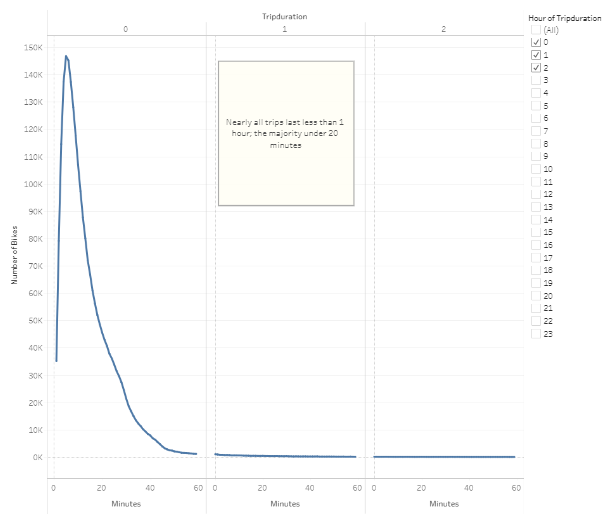 Tripduration
0 1 2
150K
140K
130K
120K
110K
100K
90K
80K
70K
60K
50K
40K
30K
20K
10K
0K
Number of Bikes
Nearly all trips last less than 1
hour; the majority under 20
minutes
0 20 40 60 0 20 40 60 0 20 40 60
Minutes Minutes Minutes
Hour of Tripduration
(All)
0
1
2
3
4
5
6
7
8
9
10
11
12
13
14
15
16
17
18
19
20
21
22
23